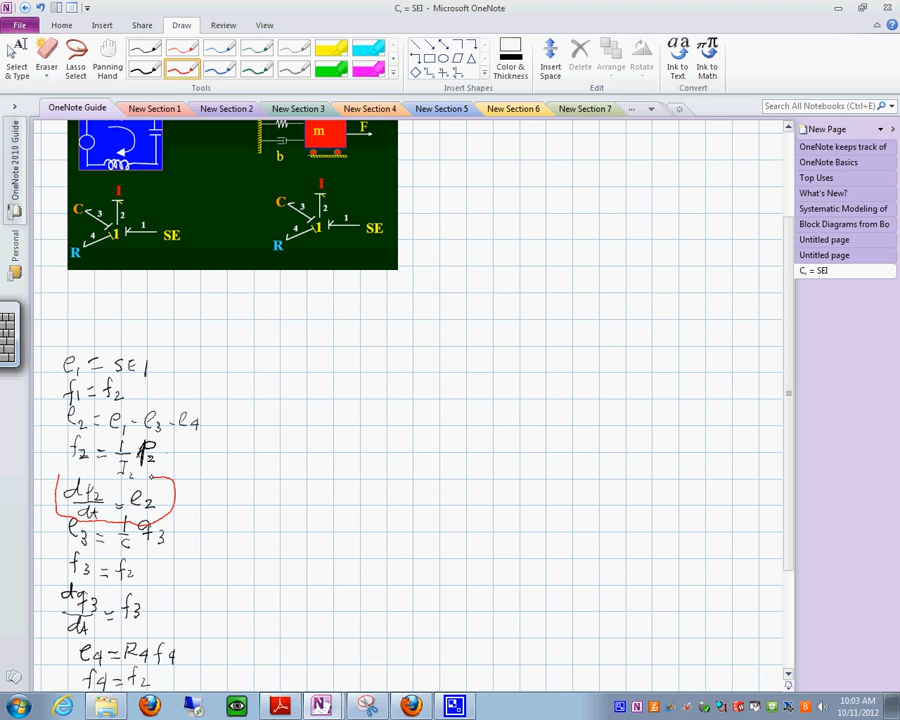 C, = SEI - Microsoft OneNote
File Home Insert Share Draw Review View
Select & Type
Eraser
Lasso Select
Panning Hand
Color & Thickness
Insert Space
Delete
Arrange
Rotate
Ink to Text
Ink to Math
Tools
Insert Shapes
Edit
Convert
OneNote Guide New Section 1 New Section 2 New Section 3 New Section 4 New Section 5 New Section 6 New Section 7 ...
Search All Notebooks (Ctrl+E)
OneNote 2010 Guide
Personal
New Page
OneNote keeps track of
OneNote Basics
Top Uses
What's New?
Systematic Modeling of
Block Diagrams from Bo
Untitled page
Untitled page
C, = SEI
m
F
b
I
C 3 2
4 1 1 SE
R
I
C 3 2
4 1 1 SE
R
e1 = SE1
f1 = f2
e2 = e1 - e3 - e4
f2 = 1/I2 P2
dp2/dt = e2
e3 = 1/C q3
f3 = f2
dq3/dt = f3
e4 = R4 f4
f4 = f2
10:03 AM
10/11/2012